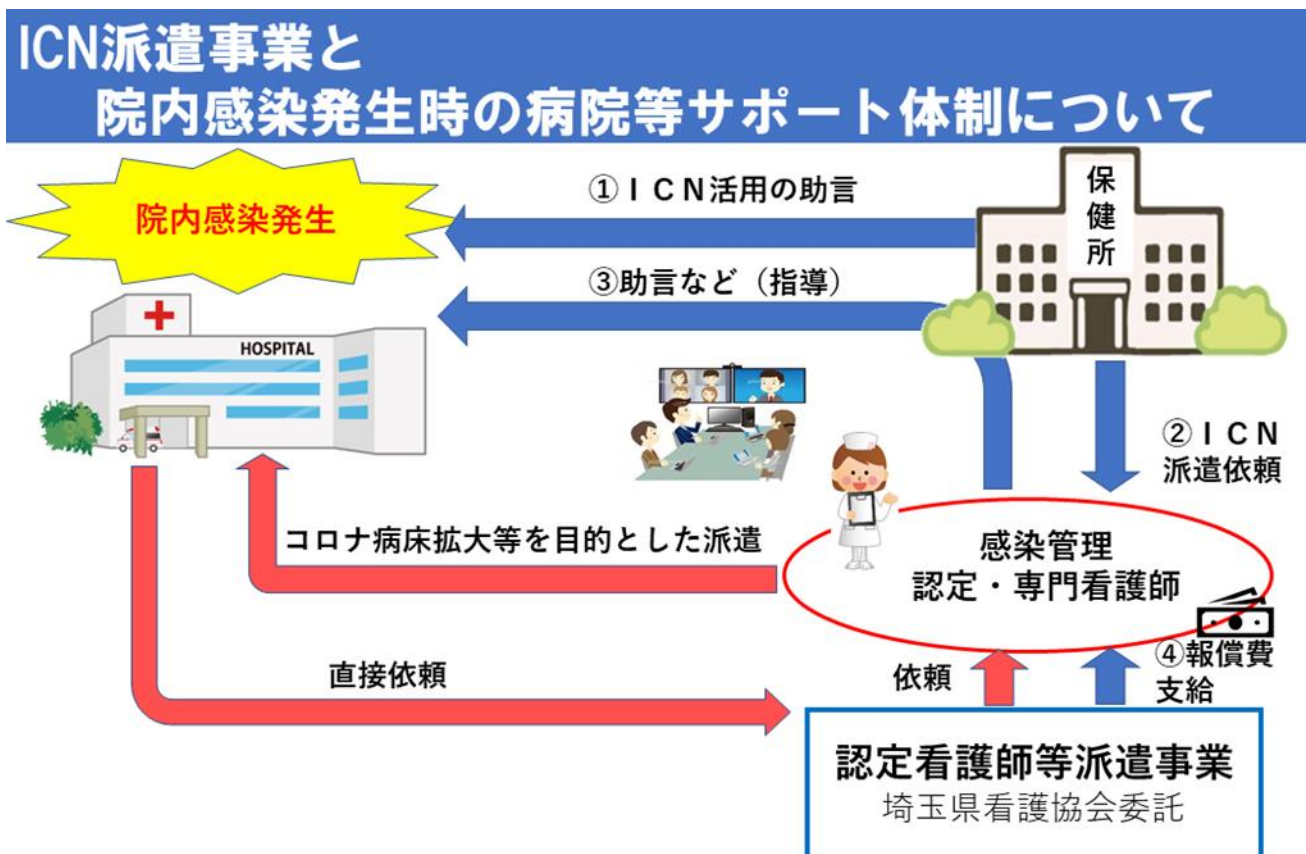 ICN派遣事業と
院内感染発生時の病院等サポート体制について
院内感染発生
①ＩＣＮ活用の助言
保健所
③助言など（指導）
HOSPITAL
②ＩＣＮ
派遣依頼
コロナ病床拡大等を目的とした派遣
感染管理
認定・専門看護師
直接依頼
依頼
④報償費
支給
認定看護師等派遣事業
埼玉県看護協会委託